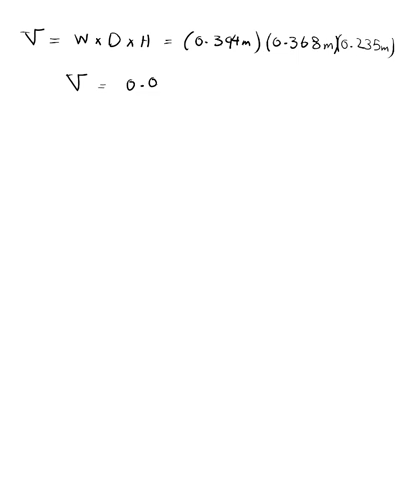 V = W x D x H = (0.394m)(0.368m)(0.235m)
V = 0.0